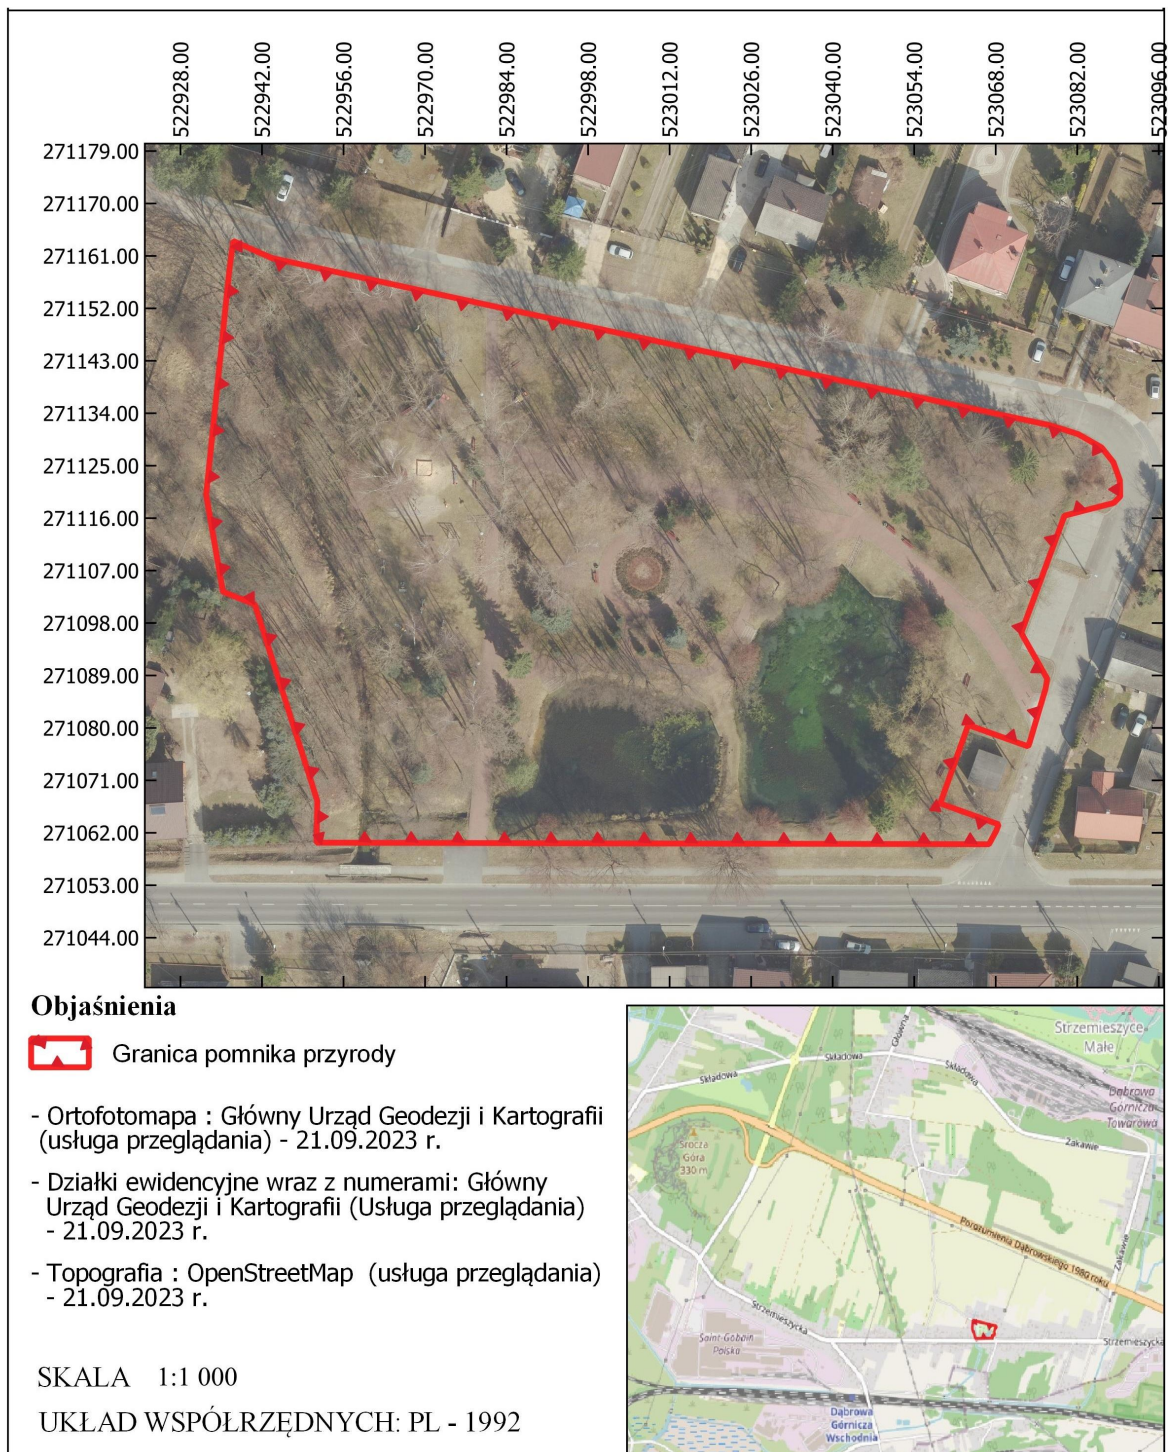 522928.00
522942.00
522956.00
522970.00
522984.00
522998.00
523012.00
523026.00
523040.00
523054.00
523068.00
523082.00
523096.00
271179.00
271170.00
271161.00
271152.00
271143.00
271134.00
271125.00
271116.00
271107.00
271098.00
271089.00
271080.00
271071.00
271062.00
271053.00
271044.00
Objaśnienia
Granica pomnika przyrody
- Ortofotomapa : Główny Urząd Geodezji i Kartografii
(usługa przeglądania) - 21.09.2023 r.
- Działki ewidencyjne wraz z numerami: Główny
Urząd Geodezji i Kartografii (Usługa przeglądania)
- 21.09.2023 r.
- Topografia : OpenStreetMap (usługa przeglądania)
- 21.09.2023 r.
SKALA 1:1 000
UKŁAD WSPÓŁRZĘDNYCH: PL - 1992
Strzemieszyce
Małe
Główna
Składowa
Składowa
Składowa
Dąbrowa
Górnicza
Towarowa
Zakawie
Srocza
Góra
330 m
Porozumienia Dąbrowskiego 1980 roku
Zakawie
Strzemieszycka
Saint-Gobain
Polska
Strzemieszycka
Dąbrowa
Górnicza
Wschodnia